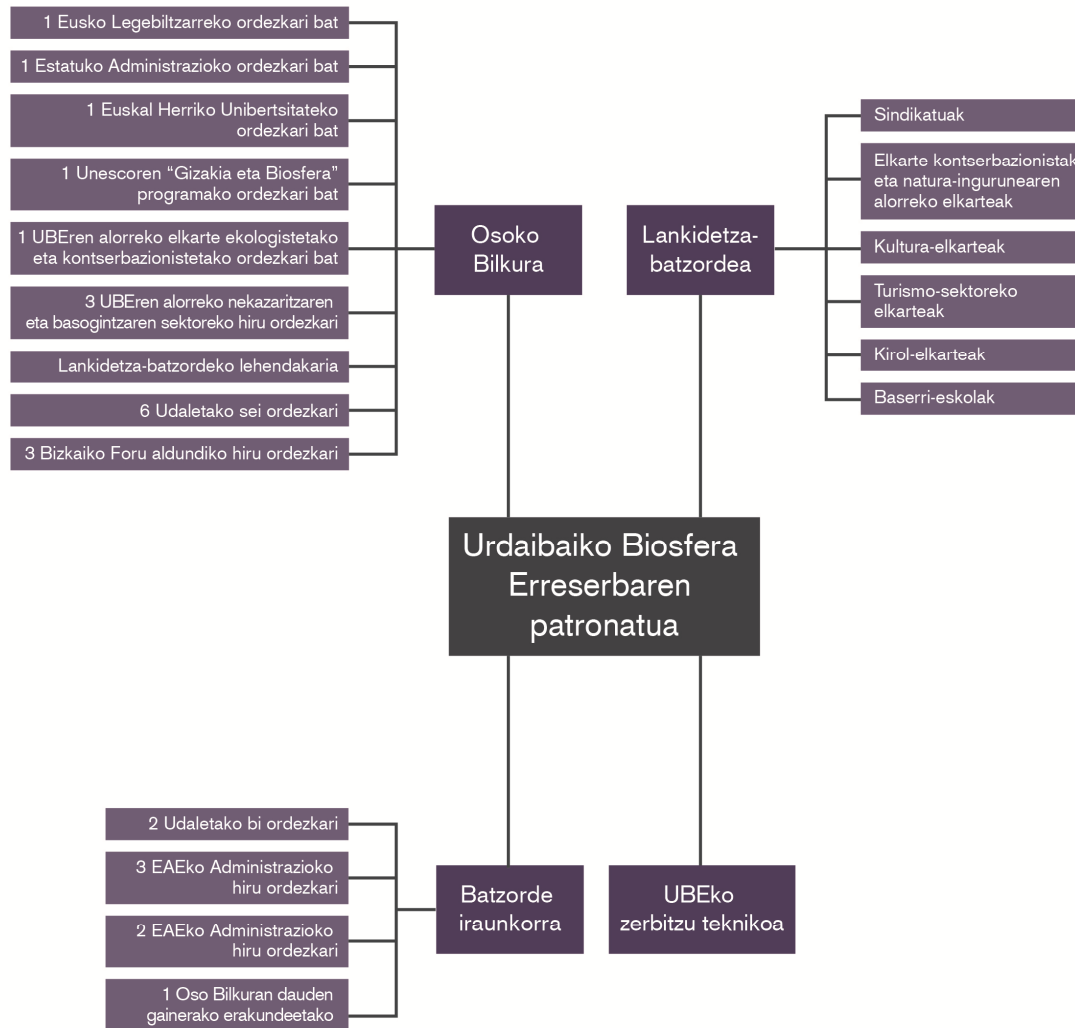 1 Eusko Legebiltzarreko ordezkari bat
1 Estatuko Administrazioko ordezkari bat
1 Euskal Herriko Unibertsitateko
ordezkari bat
1 Unescoren “Gizakia eta Biosfera”
programako ordezkari bat
1 UBEren alorreko elkarte ekologistetako
eta kontserbazionistetako ordezkari bat
3 UBEren alorreko nekazaritzaren
eta basogintzaren sektoreko hiru ordezkari
Lankidetza-batzordeko lehendakaria
6 Udaletako sei ordezkari
3 Bizkaiko Foru aldundiko hiru ordezkari
Osoko
Bilkura
Lankidetza-
batzordea
Sindikatuak
Elkarte kontserbazionistak
eta natura-ingurunearen
alorreko elkarteak
Kultura-elkarteak
Turismo-sektoreko
elkarteak
Kirol-elkarteak
Baserri-eskolak
Urdaibaiko Biosfera
Erreserbaren
patronatua
2 Udaletako bi ordezkari
3 EAEko Administrazioko
hiru ordezkari
2 EAEko Administrazioko
hiru ordezkari
1 Oso Bilkuran dauden
gainerako erakundeetako
Batzorde
iraunkorra
UBEko
zerbitzu teknikoa